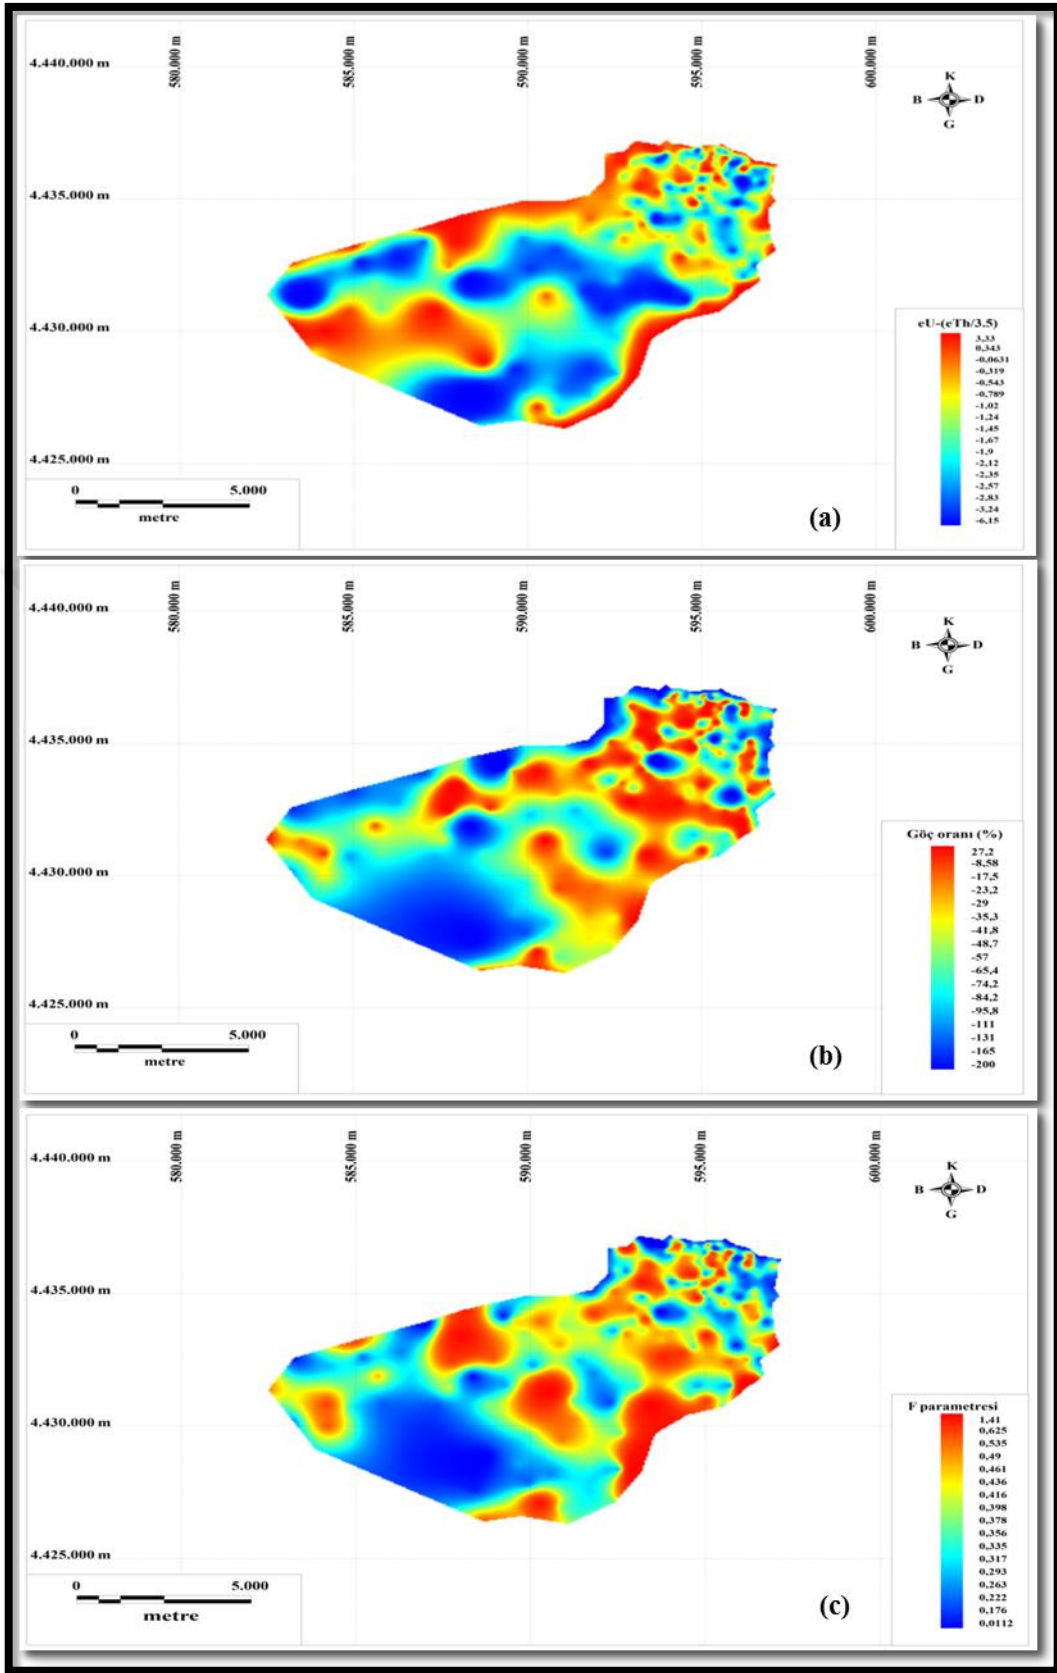 580.000 m
585.000 m
590.000 m
595.000 m
600.000 m
4.440.000 m
K
B D
G
4.435.000 m
4.430.000 m
eU-(eTh/3.5)
3,33
0,343
-0,0631
-0,319
-0,543
-0,789
-1,02
-1,24
-1,45
-1,67
-1,9
-2,12
-2,35
-2,57
-2,83
-3,24
-6,15
4.425.000 m
0 5.000
metre
(a)
580.000 m
585.000 m
590.000 m
595.000 m
600.000 m
4.440.000 m
K
B D
G
4.435.000 m
4.430.000 m
Göç oranı (%)
27,2
-8,58
-17,5
-23,2
-29
-35,3
-41,8
-48,7
-57
-65,4
-74,2
-84,2
-95,8
-111
-131
-165
-200
4.425.000 m
0 5.000
metre
(b)
580.000 m
585.000 m
590.000 m
595.000 m
600.000 m
4.440.000 m
K
B D
G
4.435.000 m
4.430.000 m
F parametresi
1,41
0,625
0,535
0,49
0,461
0,436
0,416
0,398
0,378
0,356
0,335
0,317
0,293
0,263
0,222
0,176
0,0112
4.425.000 m
0 5.000
metre
(c)